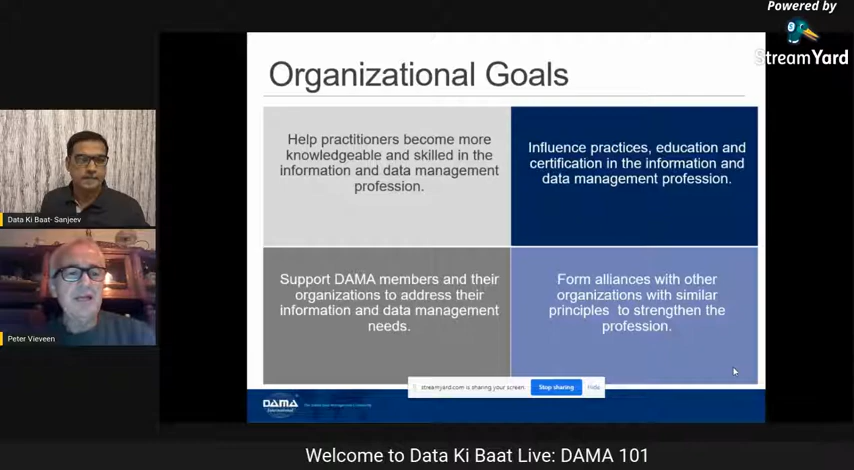 Powered by
StreamYard
Organizational Goals
Help practitioners become more
knowledgeable and skilled in the
information and data management
profession.
Influence practices, education and
certification in the information and
data management profession.
Support DAMA members and their
organizations to address their
information and data management
needs.
Form alliances with other
organizations with similar
principles to strengthen the
profession.
Data Ki Baat- Sanjeev
Peter Vieveen
streamyard.com is sharing your screen.
Stop sharing
Hide
DAMA
International
Welcome to Data Ki Baat Live: DAMA 101